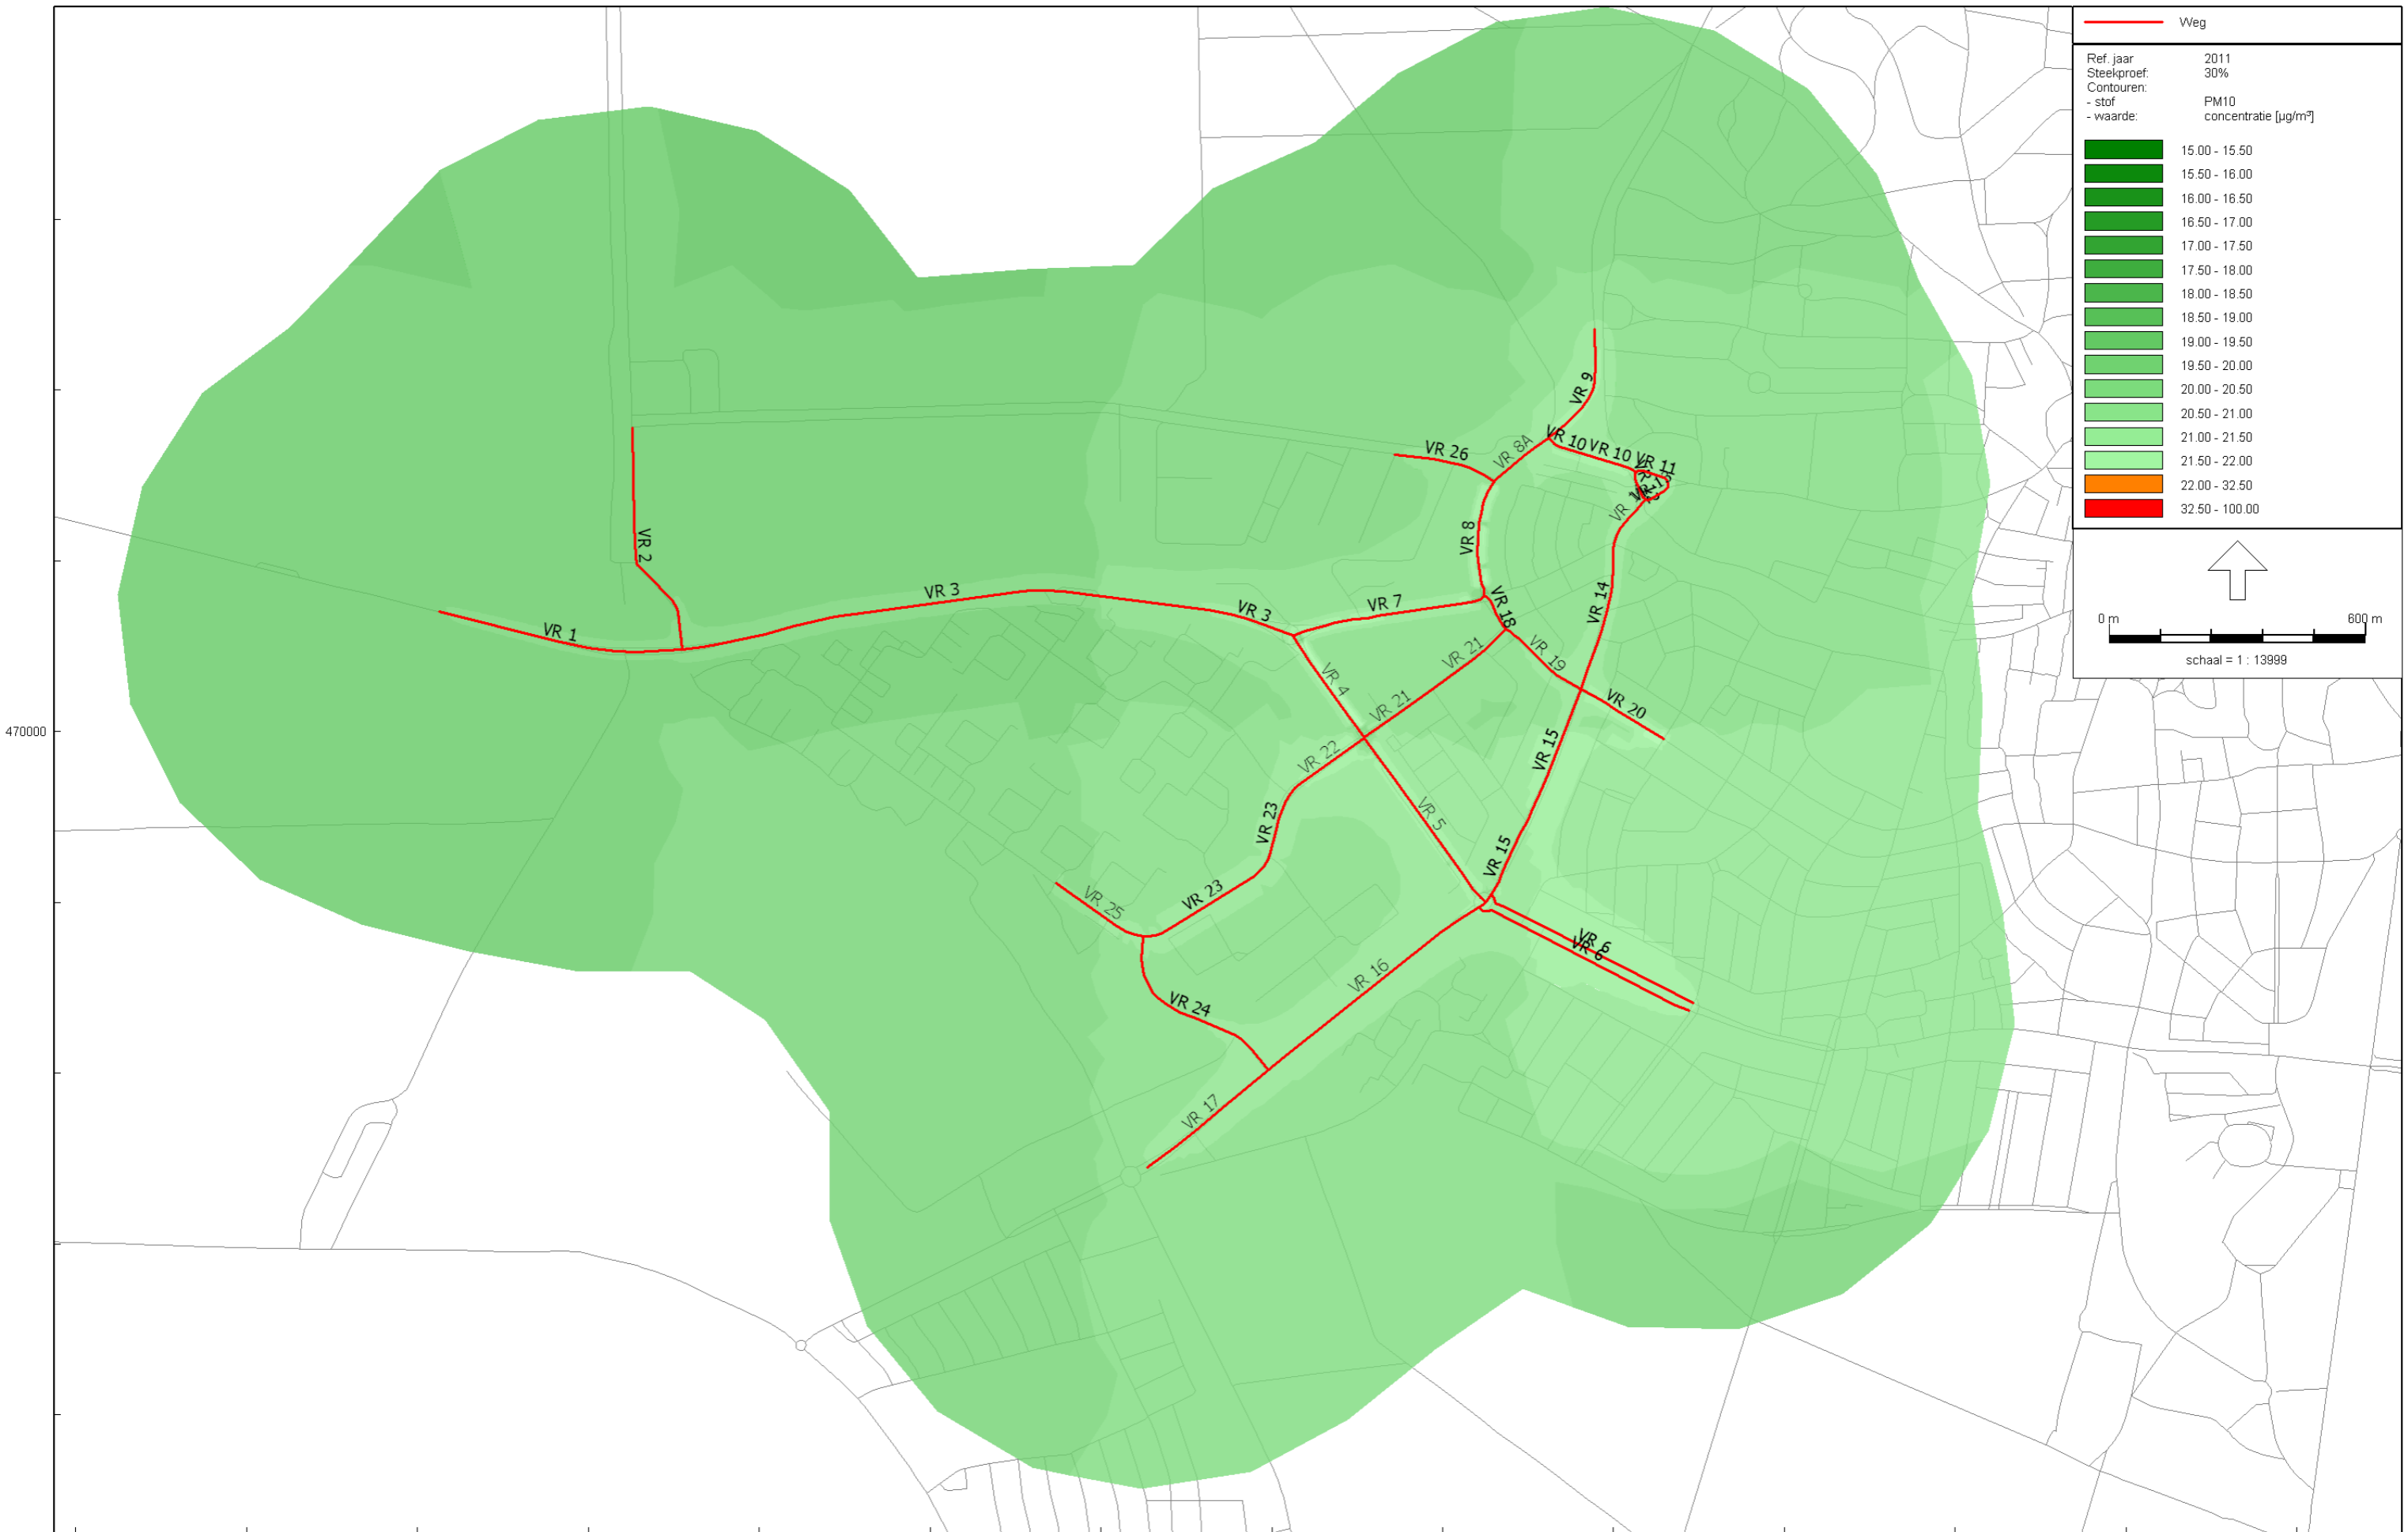 Weg
Ref. jaar 2011
Steekproef: 30%
Contouren:
- stof PM10
- waarde: concentratie [µg/m³]
15.00 - 15.50
15.50 - 16.00
16.00 - 16.50
16.50 - 17.00
17.00 - 17.50
17.50 - 18.00
18.00 - 18.50
18.50 - 19.00
19.00 - 19.50
19.50 - 20.00
20.00 - 20.50
20.50 - 21.00
21.00 - 21.50
21.50 - 22.00
22.00 - 32.50
32.50 - 100.00
0 m 600 m
schaal = 1 : 13999
470000
VR 9
VR 8A
VR 10
VR 10
VR 11
VR 26
VR 8
VR 2
VR 1
VR 3
VR 3
VR 7
VR 18
VR 14
VR 21
VR 19
VR 4
VR 21
VR 20
VR 22
VR 15
VR 5
VR 23
VR 15
VR 25
VR 23
VR 6
VR 6
VR 16
VR 24
VR 17